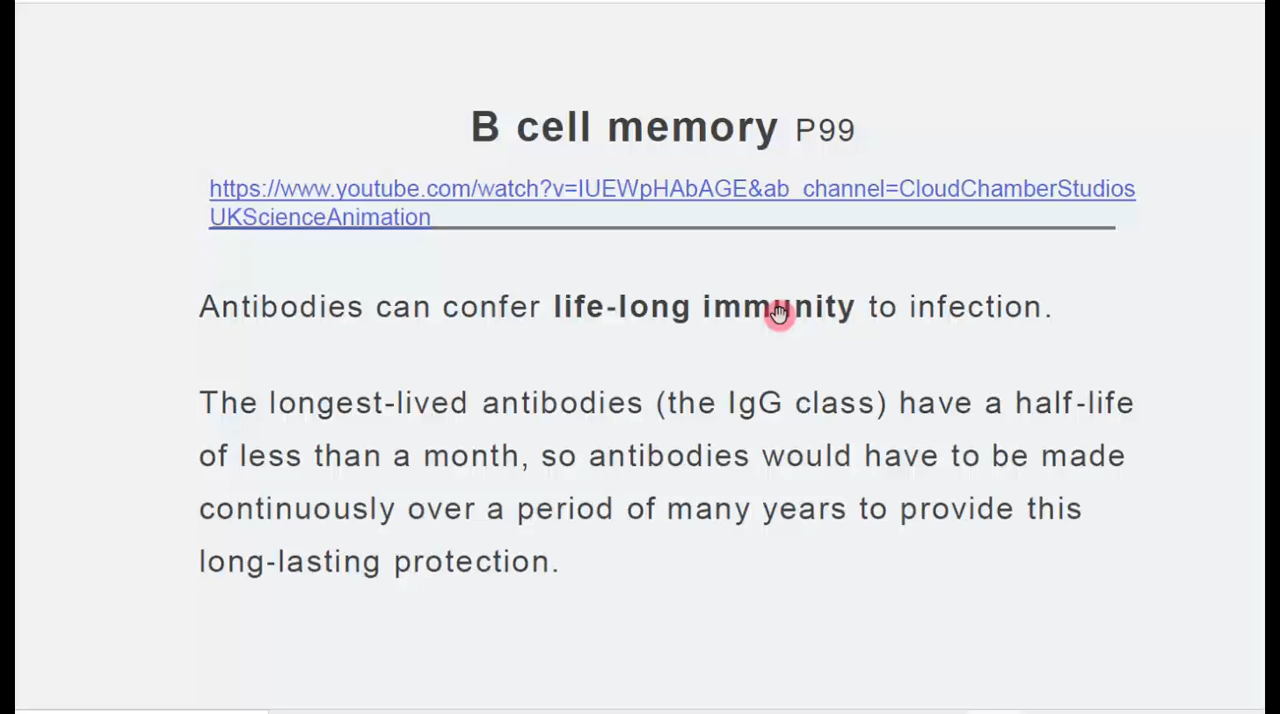 B cell memory P99
https://www.youtube.com/watch?v=IUEWpHAbAGE&ab_channel=CloudChamberStudios
UKScienceAnimation
Antibodies can confer life-long immunity to infection.
The longest-lived antibodies (the IgG class) have a half-life
of less than a month, so antibodies would have to be made
continuously over a period of many years to provide this
long-lasting protection.